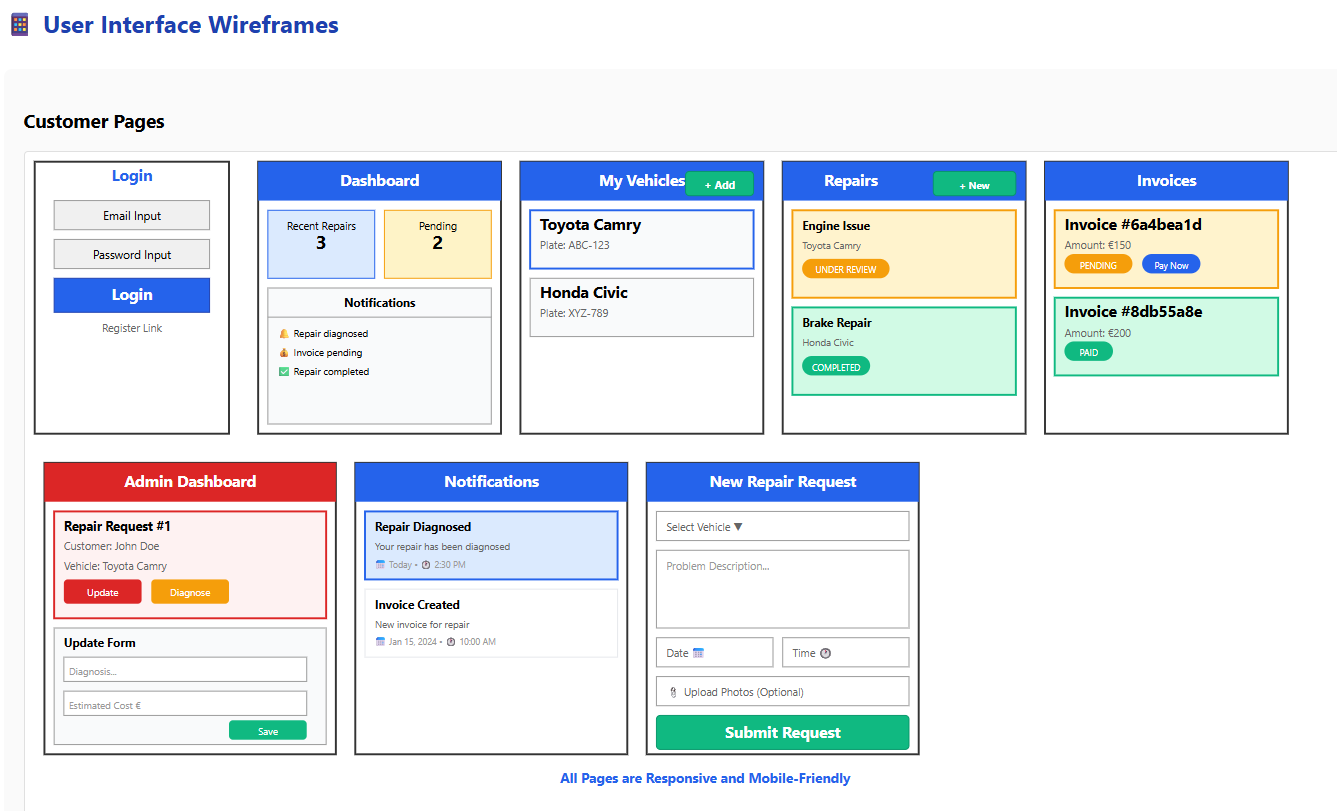 User Interface Wireframes
Customer Pages
Login
Email Input
Password Input
Login
Register Link
Dashboard
Recent Repairs
3
Pending
2
Notifications
Repair diagnosed
Invoice pending
Repair completed
My Vehicles
+ Add
Toyota Camry
Plate: ABC-123
Honda Civic
Plate: XYZ-789
Repairs
+ New
Engine Issue
Toyota Camry
UNDER REVIEW
Brake Repair
Honda Civic
COMPLETED
Invoices
Invoice #6a4bea1d
Amount: €150
PENDING
Pay Now
Invoice #8db55a8e
Amount: €200
PAID
Admin Dashboard
Repair Request #1
Customer: John Doe
Vehicle: Toyota Camry
Update
Diagnose
Update Form
Diagnosis...
Estimated Cost €
Save
Notifications
Repair Diagnosed
Your repair has been diagnosed
Today • 2:30 PM
Invoice Created
New invoice for repair
Jan 15, 2024 • 10:00 AM
New Repair Request
Select Vehicle ▼
Problem Description...
Date
Time
Upload Photos (Optional)
Submit Request
All Pages are Responsive and Mobile-Friendly